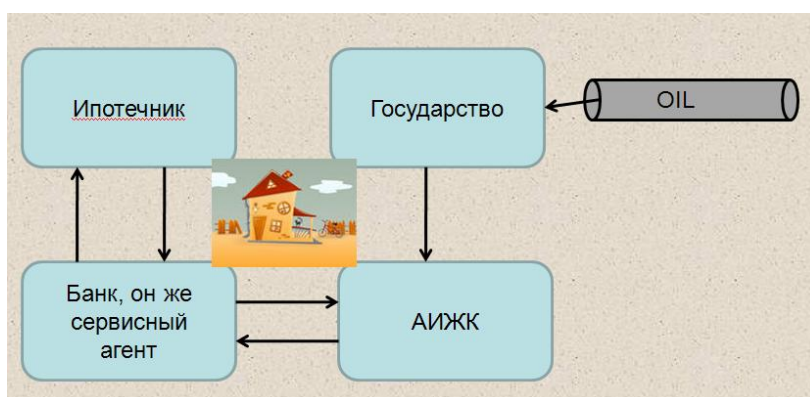 Ипотечник
Государство
OIL
Банк, он же
сервисный
агент
АИЖК